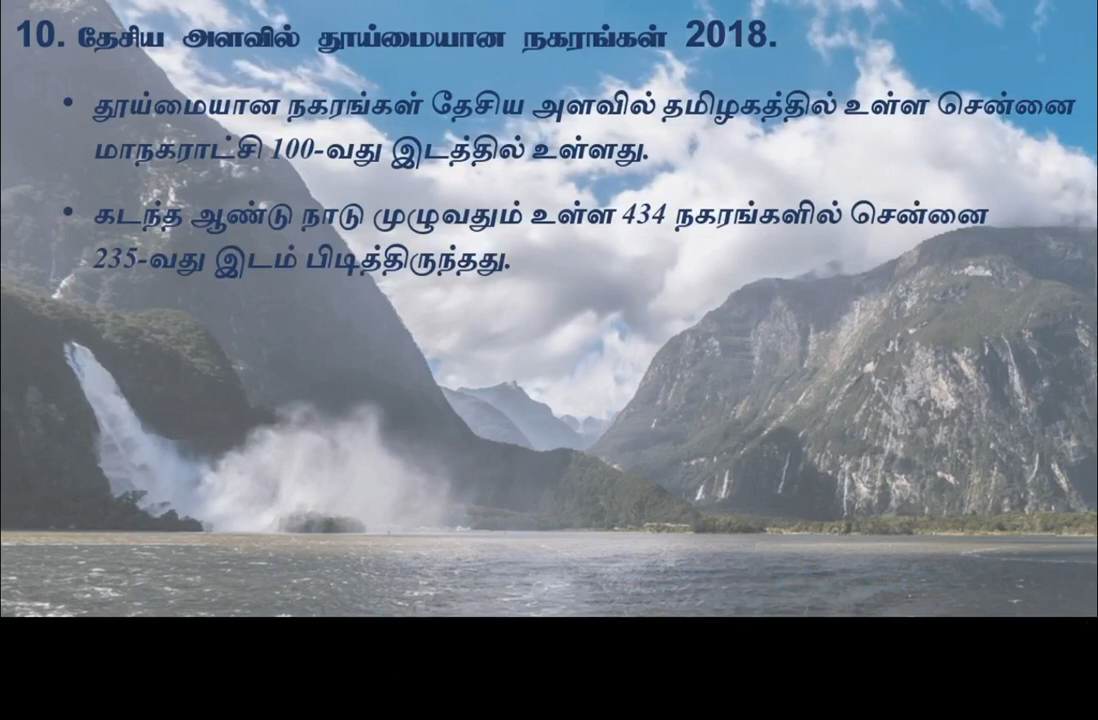 10. தேசிய அளவில் தூய்மையான நகரங்கள் 2018.
• தூய்மையான நகரங்கள் தேசிய அளவில் தமிழகத்தில் உள்ள சென்னை
மாநகராட்சி 100-வது இடத்தில் உள்ளது.
• கடந்த ஆண்டு நாடு முழுவதும் உள்ள 434 நகரங்களில் சென்னை
235-வது இடம் பிடித்திருந்தது.